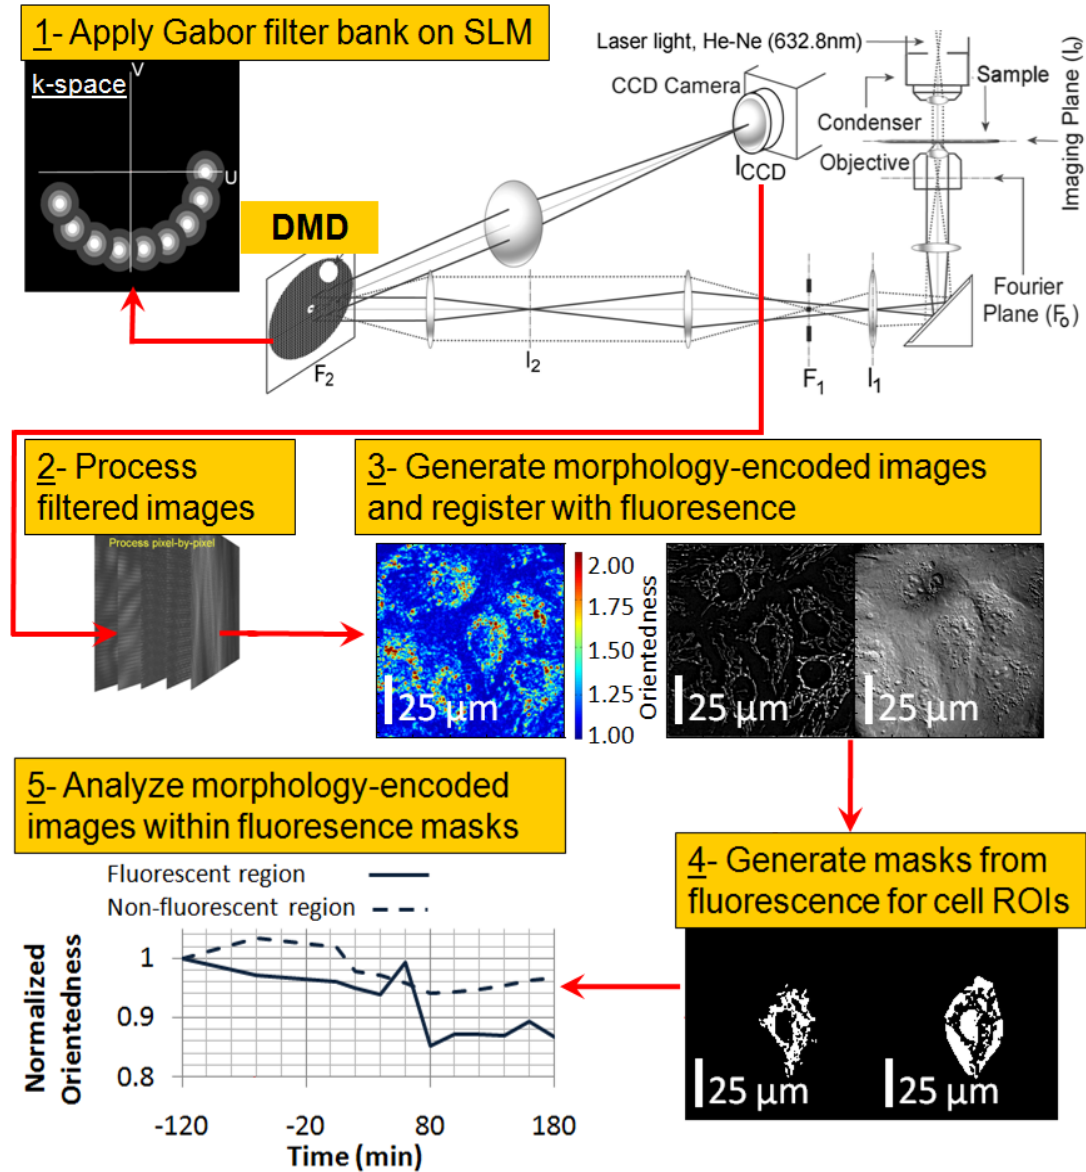 1- Apply Gabor filter bank on SLM
k-space
V
U
DMD
Laser light, He-Ne (632.8nm)
CCD Camera
Sample
Condenser
Objective
Imaging Plane (I₀)
I_CCD
Fourier
Plane (F₀)
F₂
I₂
F₁
I₁
2- Process
filtered images
Process pixel-by-pixel
3- Generate morphology-encoded images
and register with fluoresence
2.00
1.75
1.50
1.25
1.00
Orientedness
25 µm
25 µm
25 µm
4- Generate masks from
fluorescence for cell ROIs
25 µm
25 µm
5- Analyze morphology-encoded
images within fluoresence masks
Fluorescent region
Non-fluorescent region
Normalized
Orientedness
1
0.9
0.8
-120
-20
80
180
Time (min)